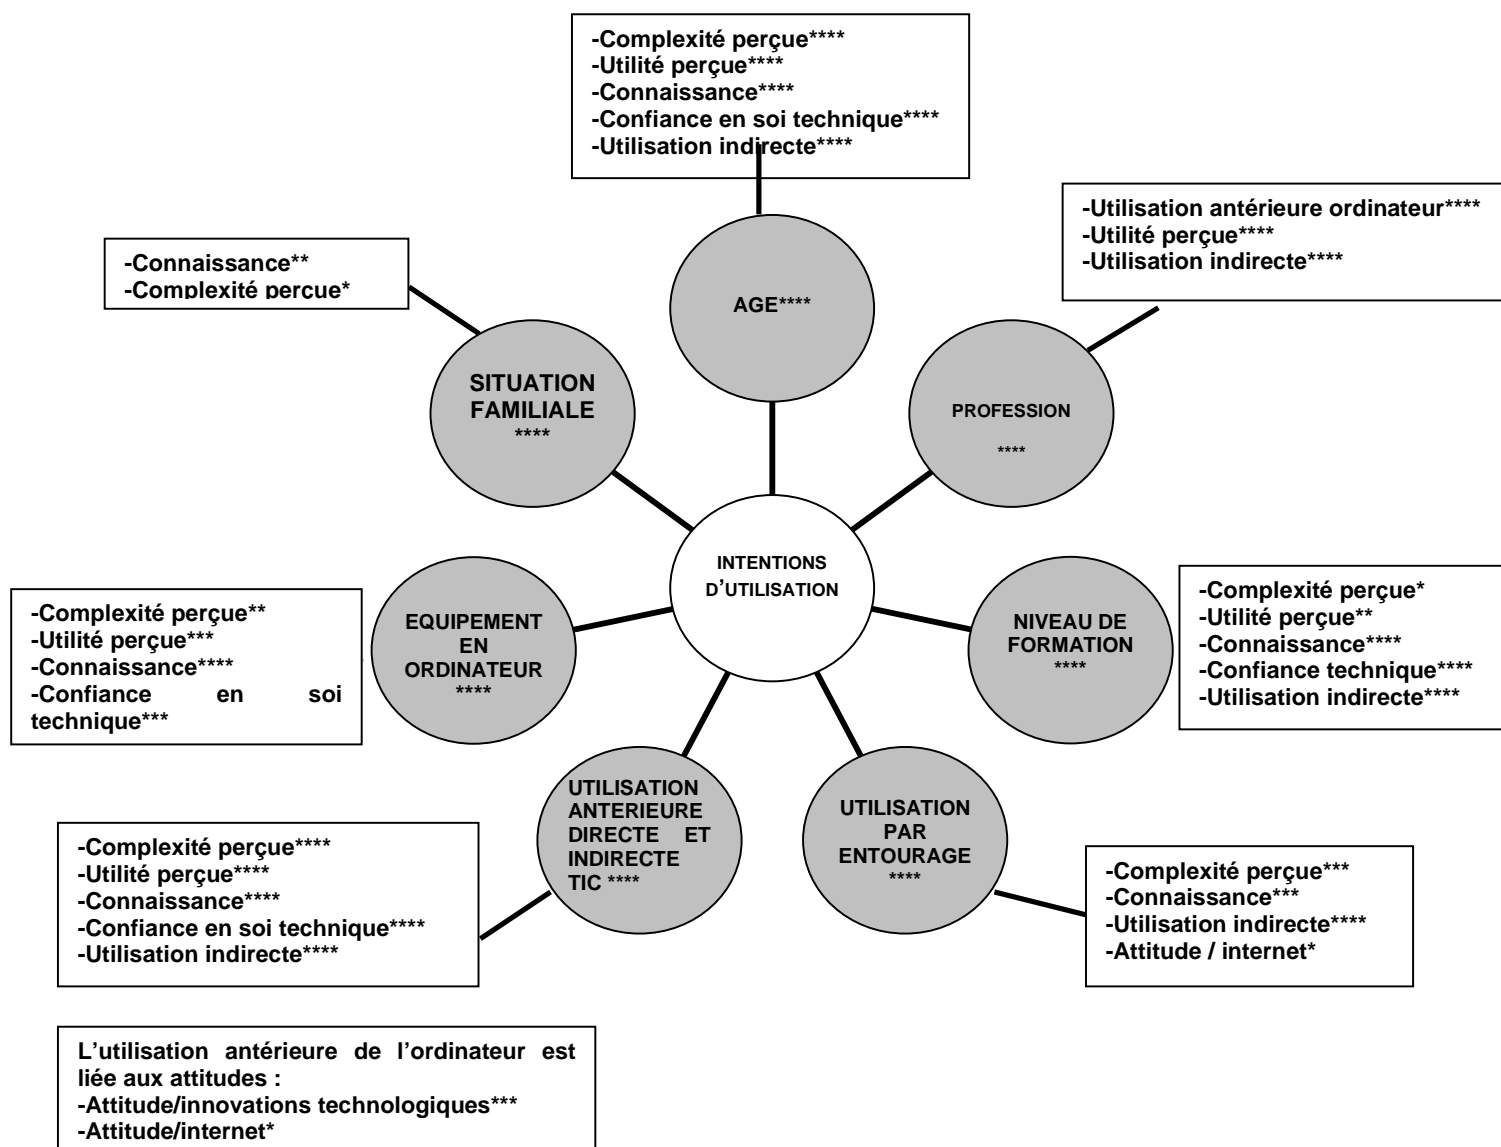 -Complexité perçue****
-Utilité perçue****
-Connaissance****
-Confiance en soi technique****
-Utilisation indirecte****
-Utilisation antérieure ordinateur****
-Utilité perçue****
-Utilisation indirecte****
-Connaissance**
-Complexité perçue*
AGE****
SITUATION
FAMILIALE
****
PROFESSION
****
INTENTIONS
D’UTILISATION
-Complexité perçue**
-Utilité perçue***
-Connaissance****
-Confiance en soi
technique***
EQUIPEMENT
EN
ORDINATEUR
****
NIVEAU DE
FORMATION
****
-Complexité perçue*
-Utilité perçue**
-Connaissance****
-Confiance technique****
-Utilisation indirecte****
UTILISATION
ANTERIEURE
DIRECTE ET
INDIRECTE
TIC ****
UTILISATION
PAR
ENTOURAGE
****
-Complexité perçue****
-Utilité perçue****
-Connaissance****
-Confiance en soi technique****
-Utilisation indirecte****
-Complexité perçue***
-Connaissance***
-Utilisation indirecte****
-Attitude / internet*
L’utilisation antérieure de l’ordinateur est
liée aux attitudes :
-Attitude/innovations technologiques***
-Attitude/internet*